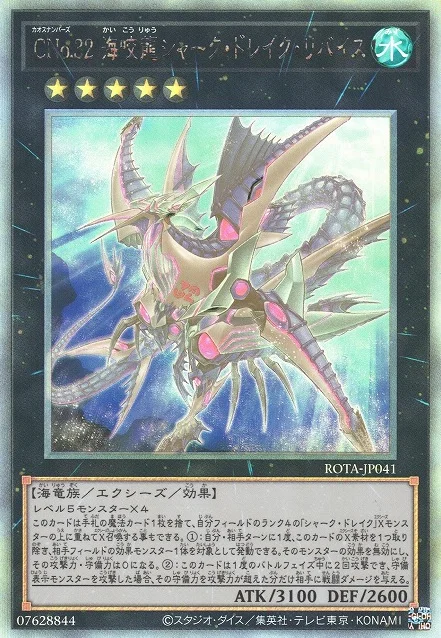 カオスナンバーズ かい こう りゅう
CNo.32 海咬龍シャーク・ドレイク・リバイス
水
32
ROTA-JP041
【海竜族/エクシーズ/効果】
レベル5モンスター×4
このカードは手札の魔法カード1枚を捨て、自分フィールドのランク4の「シャーク・ドレイク」Xモン
スターの上に重ねてX召喚する事もできる。①:自分・相手ターンに1度、このカードのX素材を1つ取り
除き、相手フィールドの効果モンスター1体を対象として発動できる。そのモンスターの効果を無効にし、
その攻撃力・守備力は0になる。②:このカードは1度のバトルフェイズ中に2回攻撃でき、守備
表示モンスターを攻撃した場合、その守備力を攻撃力が超えた分だけ相手に戦闘ダメージを与える。
ATK/3100 DEF/2600
07628844
©スタジオ・ダイス/集英社・テレビ東京・KONAMI